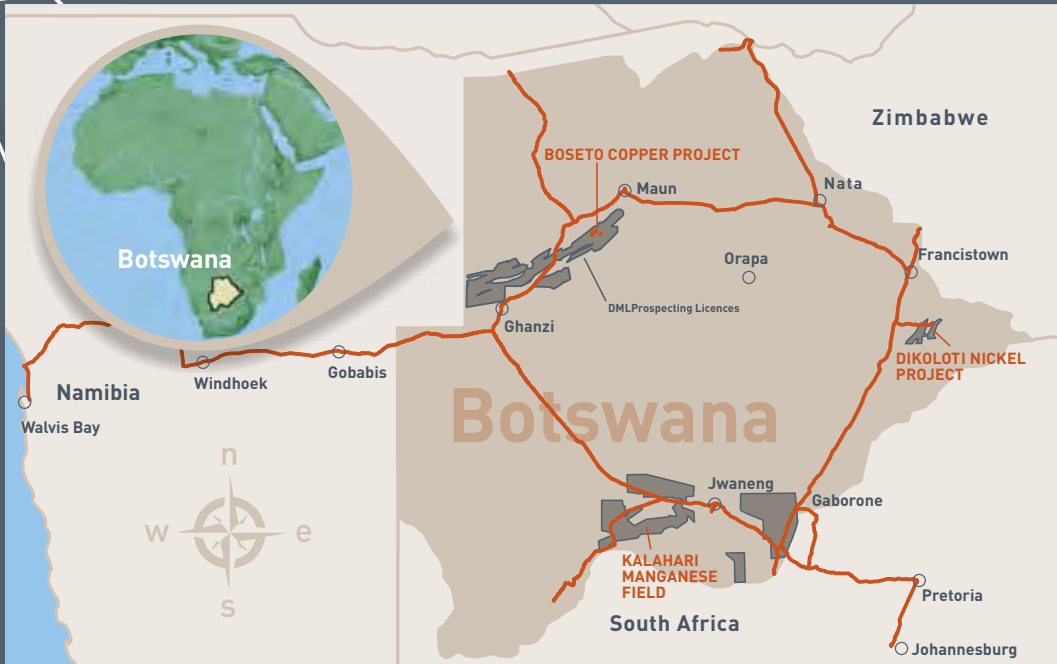 Zimbabwe
BOSETO COPPER PROJECT
Maun
Nata
Botswana
Orapa
Francistown
DMLProspecting Licences
Ghanzi
DIKOLOTI NICKEL
PROJECT
Gobabis
Windhoek
Namibia
Walvis Bay
Botswana
n
w
e
s
Jwaneng
Gaborone
KALAHARI
MANGANESE
FIELD
Pretoria
South Africa
Johannesburg